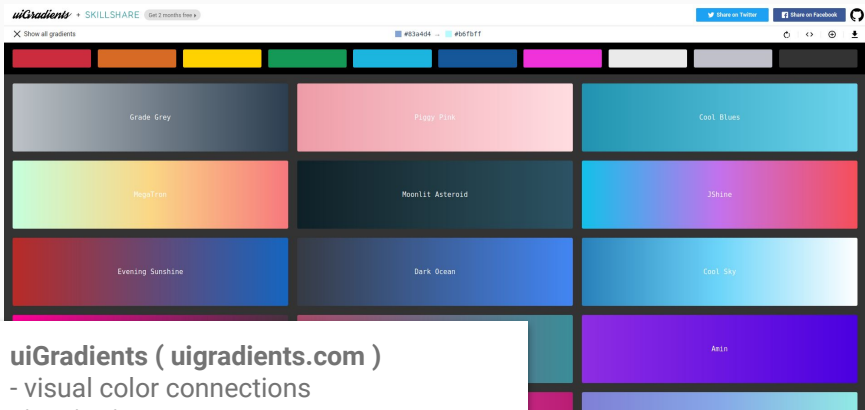 uiGradients + SKILLSHARE Get 2 months free
Share on Twitter Share on Facebook
Show all gradients
#83a4d4 → #b6fbff
Grade Grey
Piggy Pink
Cool Blues
MegaTron
Moonlit Asteroid
JShine
Evening Sunshine
Dark Ocean
Cool Sky
Amin
uiGradients ( uigradients.com )
- visual color connections